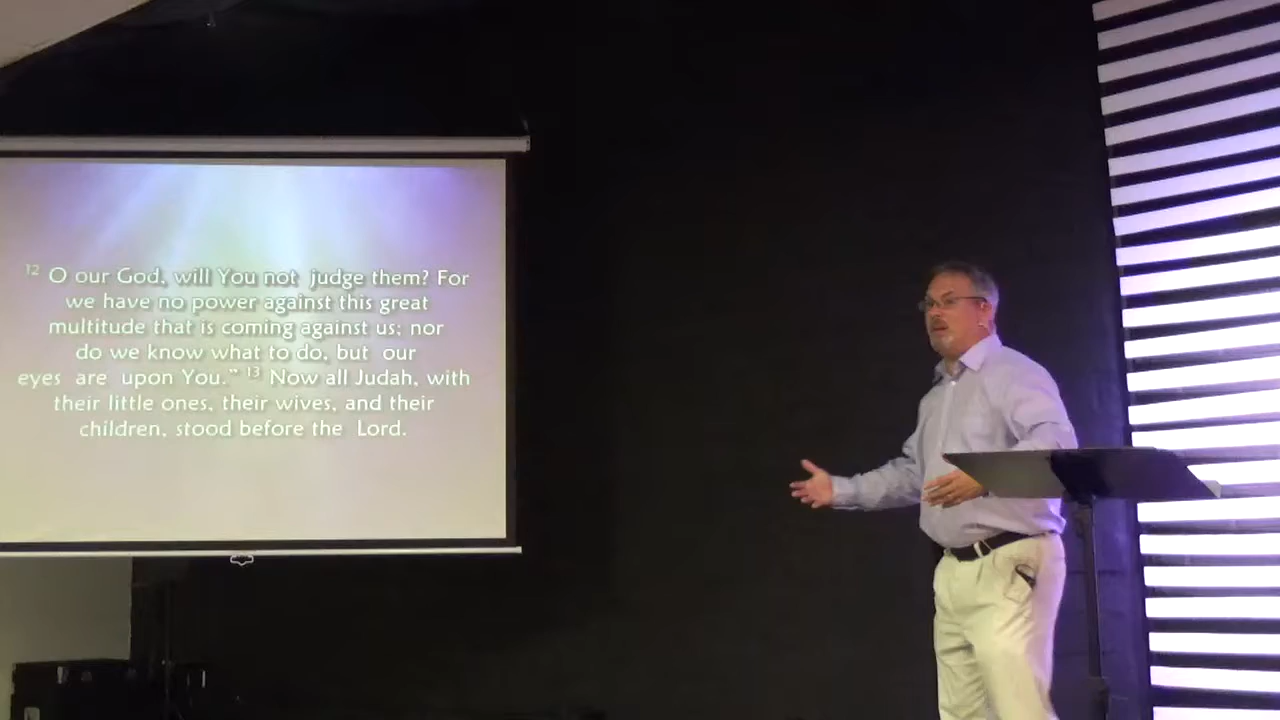 12 O our God, will You not judge them? For
we have no power against this great
multitude that is coming against us; nor
do we know what to do, but our
eyes are upon You." 13 Now all Judah, with
their little ones, their wives, and their
children, stood before the Lord.